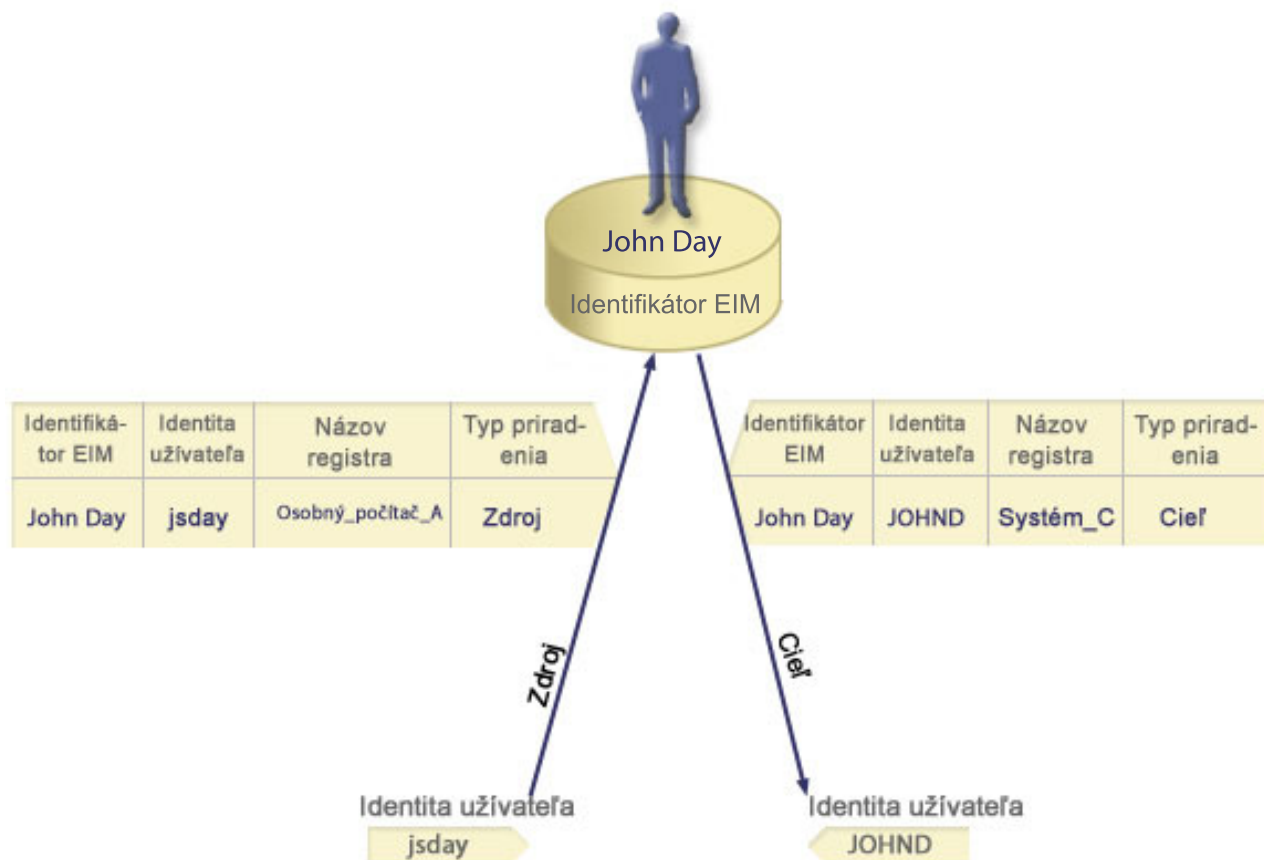 John Day
Identifikátor EIM
Identifiká-
tor EIM
Identita
užívateľa
Názov
registra
Typ prirad-
enia
John Day
jsday
Osobný_počítač_A
Zdroj
Identifikátor
EIM
Identita
užívateľa
Názov
registra
Typ prirad-
enia
John Day
JOHND
Systém_C
Cieľ
Zdroj
Cieľ
Identita užívateľa
jsday
Identita užívateľa
JOHND